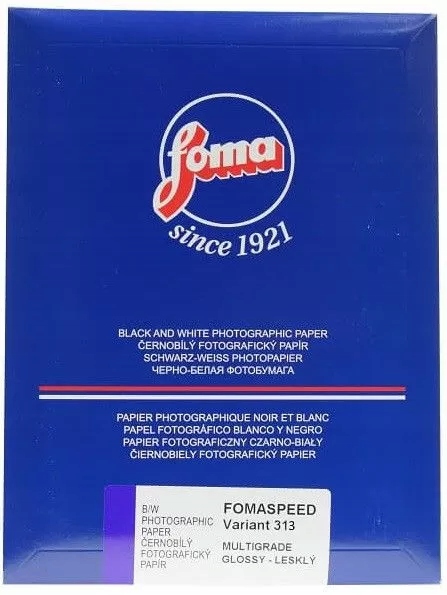 foma
since 1921
BLACK AND WHITE PHOTOGRAPHIC PAPER
ČERNOBÍLÝ FOTOGRAFICKÝ PAPÍR
SCHWARZ-WEISS PHOTOPAPIER
ЧЕРНО-БЕЛАЯ ФОТОБУМАГА
PAPIER PHOTOGRAPHIQUE NOIR ET BLANC
PAPEL FOTOGRÁFICO BLANCO Y NEGRO
PAPIER FOTOGRAFICZNY CZARNO-BIAŁY
ČIERNOBIELY FOTOGRAFICKÝ PAPIER
B/W
PHOTOGRAPHIC
PAPER
ČERNOBÍLÝ
FOTOGRAFICKÝ
PAPÍR
FOMASPEED
Variant 313
MULTIGRADE
GLOSSY - LESKLÝ